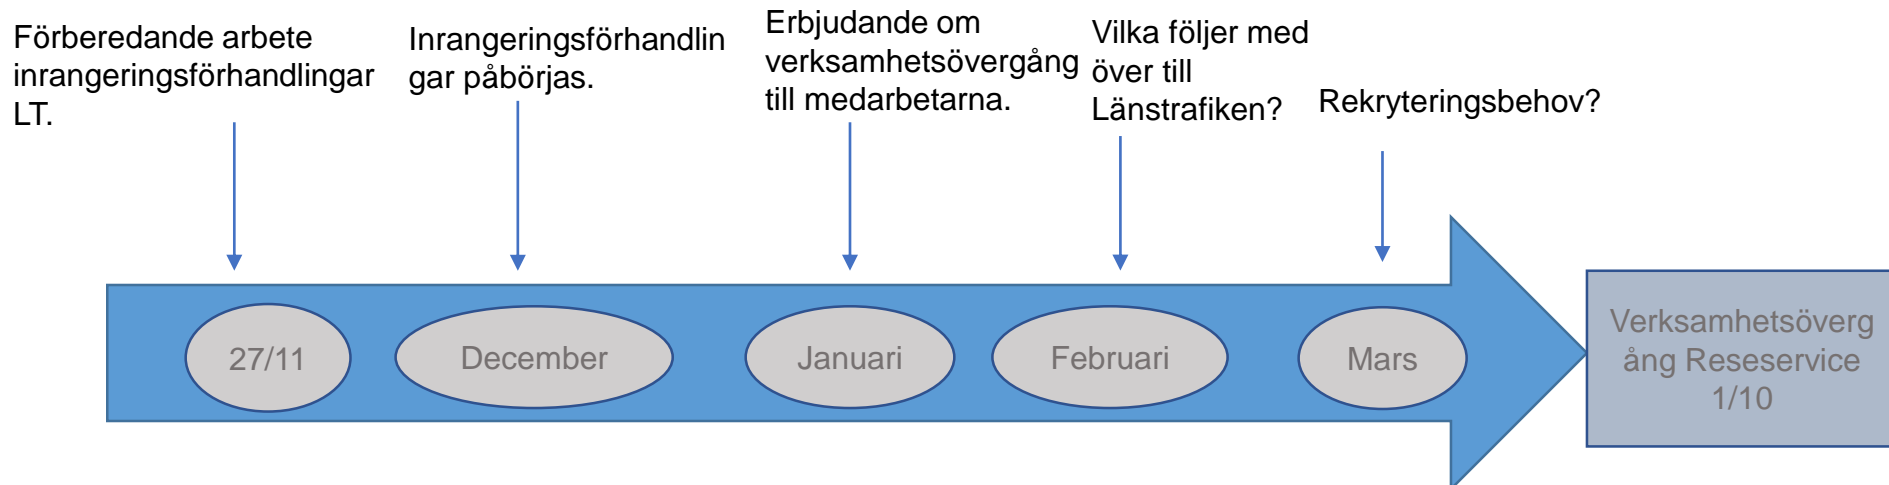 Förberedande arbete
inrangeringsförhandlingar
LT.
Inrangeringsförhandlin
gar påbörjas.
Erbjudande om
verksamhetsövergång
till medarbetarna.
Vilka följer med
över till
Länstrafiken?
Rekryteringsbehov?
27/11
December
Januari
Februari
Mars
Verksamhetsöverg
ång Reseservice
1/10